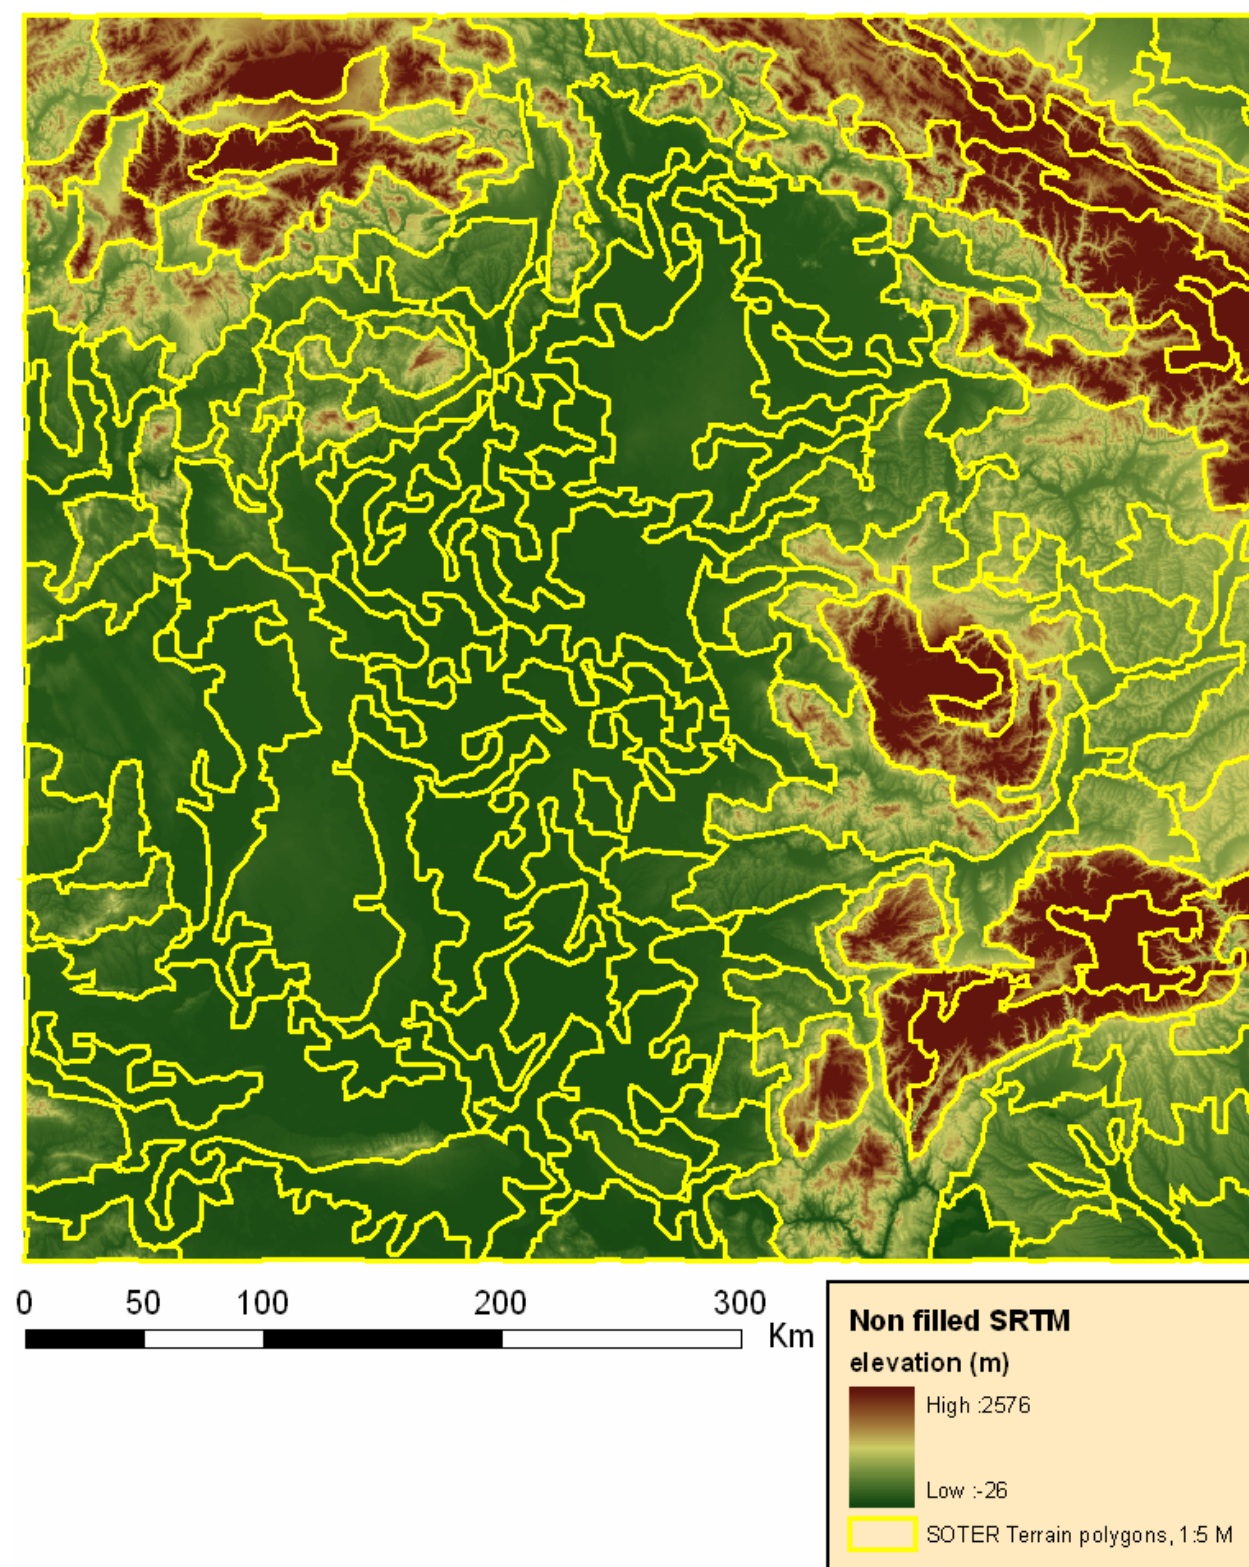 0 50 100 200 300
Km
Non filled SRTM
elevation (m)
High :2576
Low :-26
SOTER Terrain polygons, 1:5 M